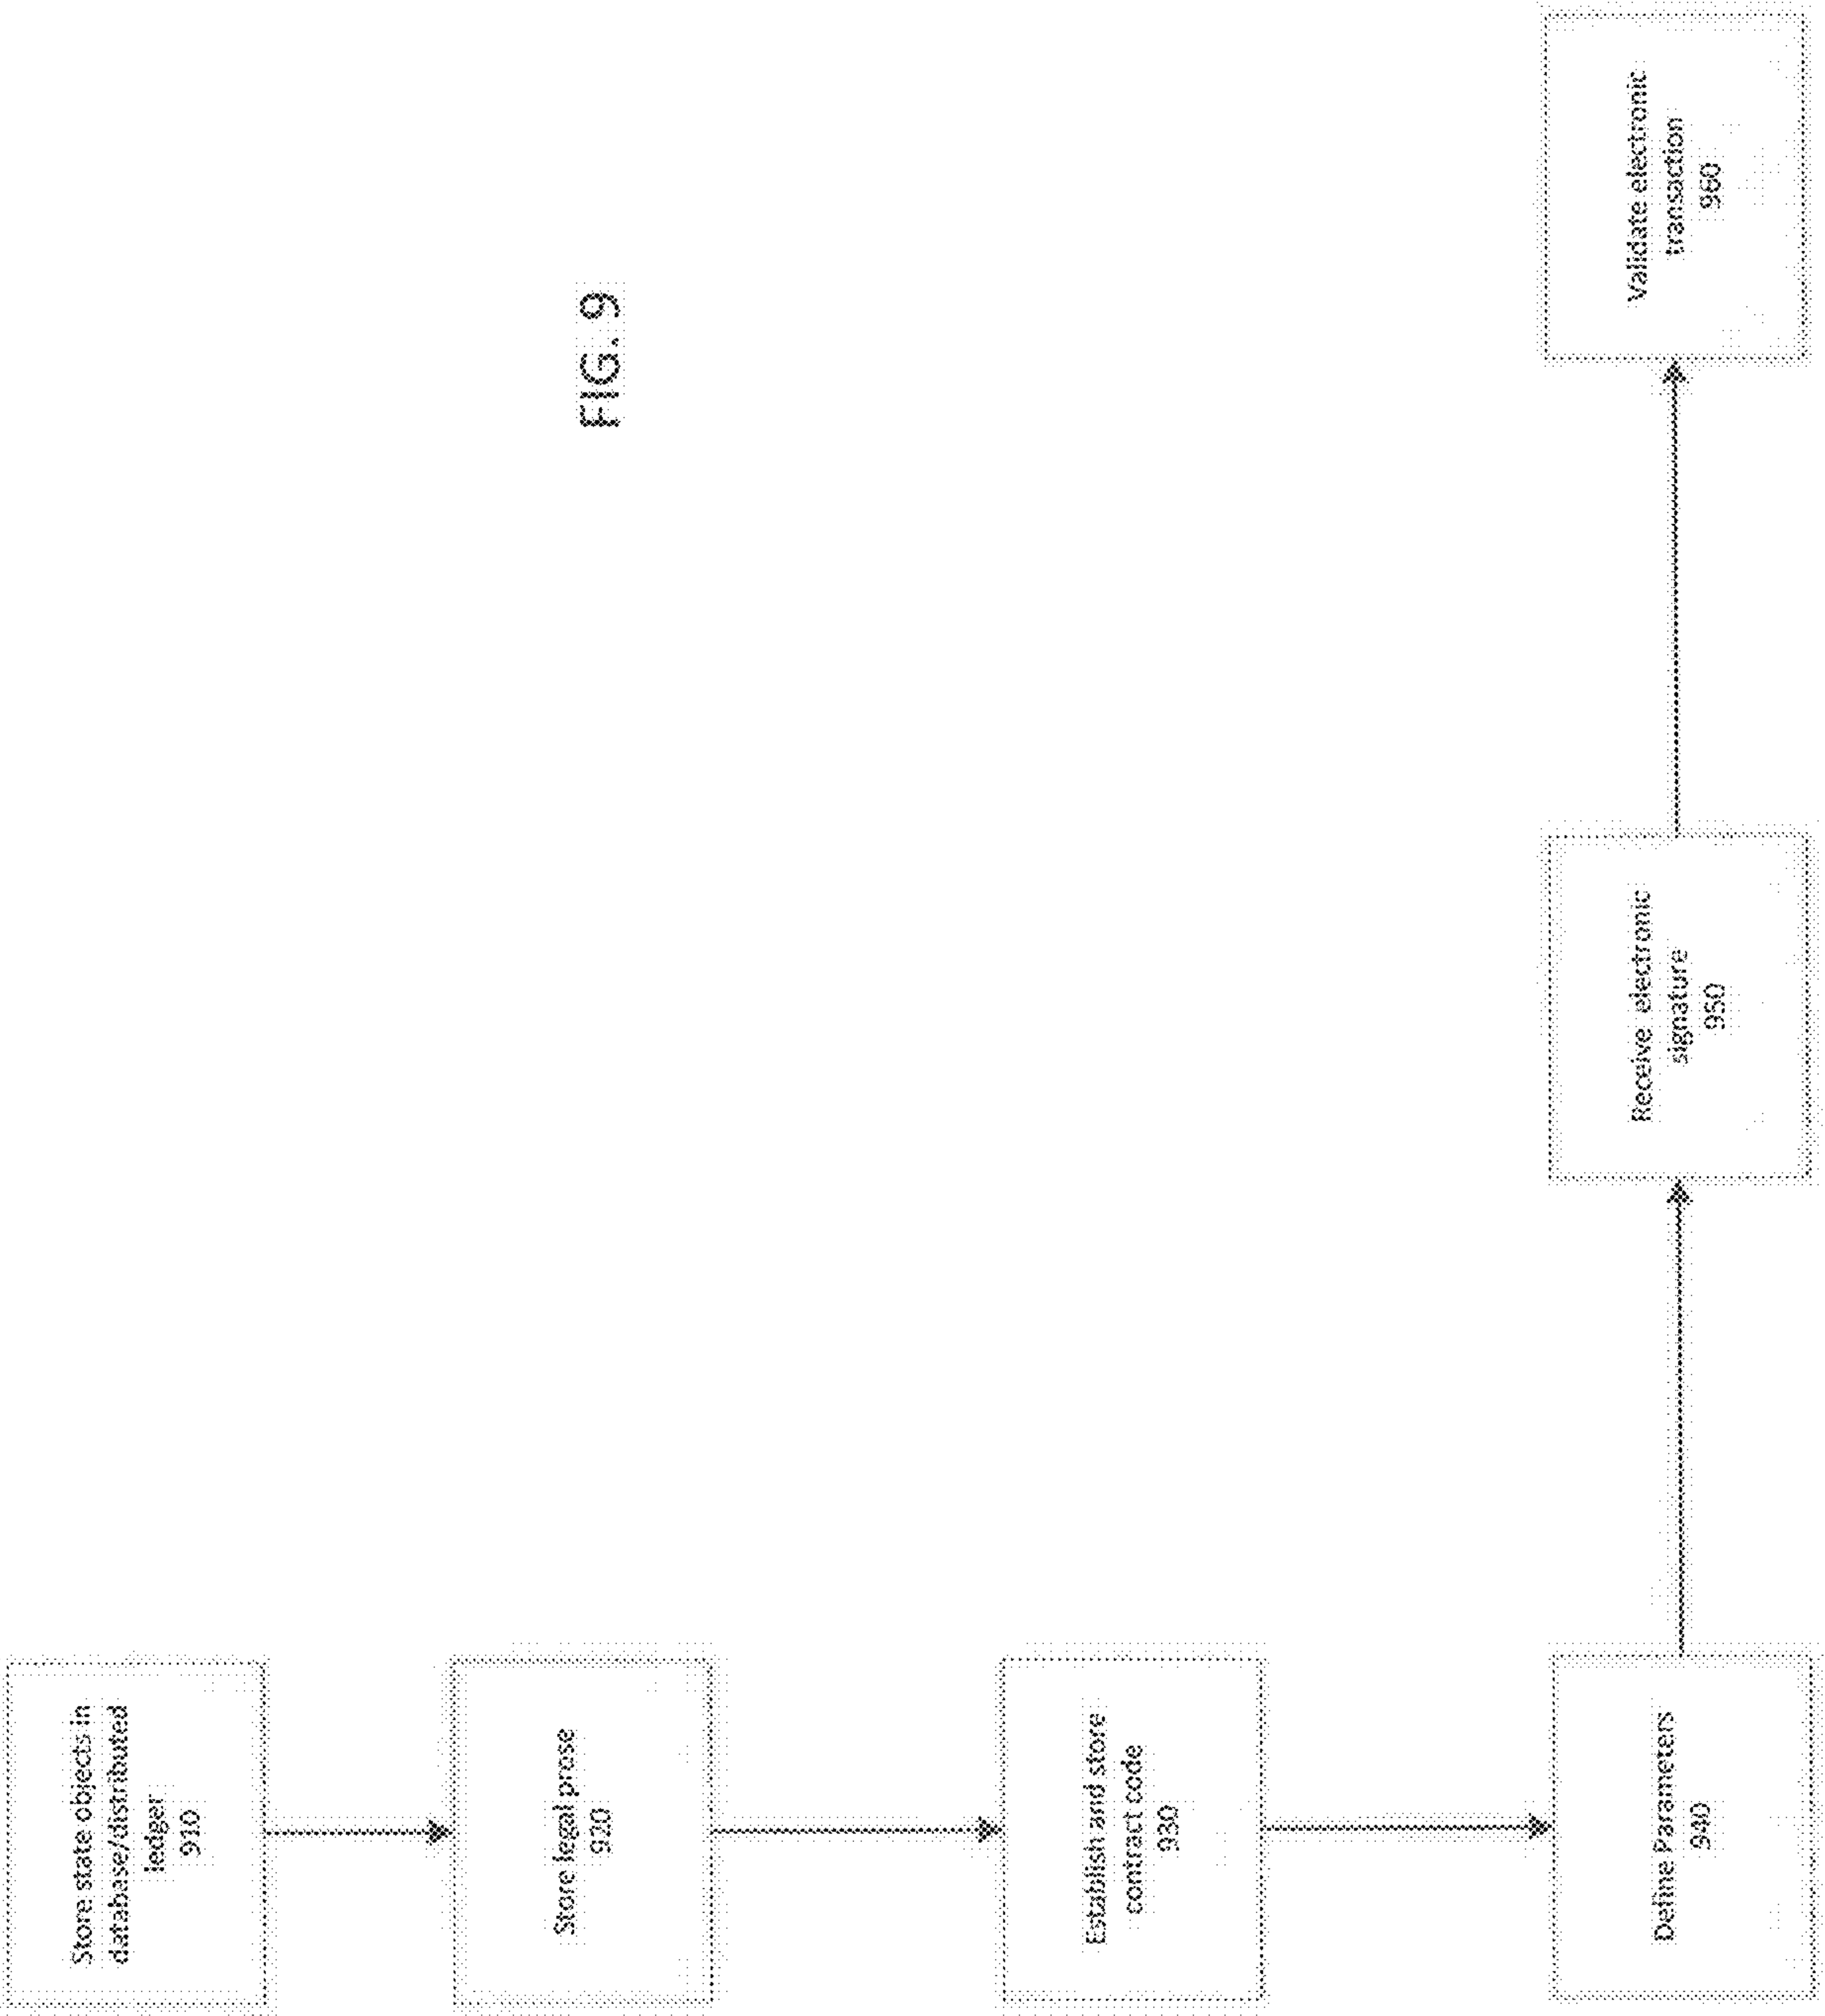 Store state objects in
database/distributed
ledger
910
Store legal prose
920
Establish and store
contract code
930
Define Parameters
940
Receive electronic
signature
950
Validate electronic
transaction
960
FIG. 9